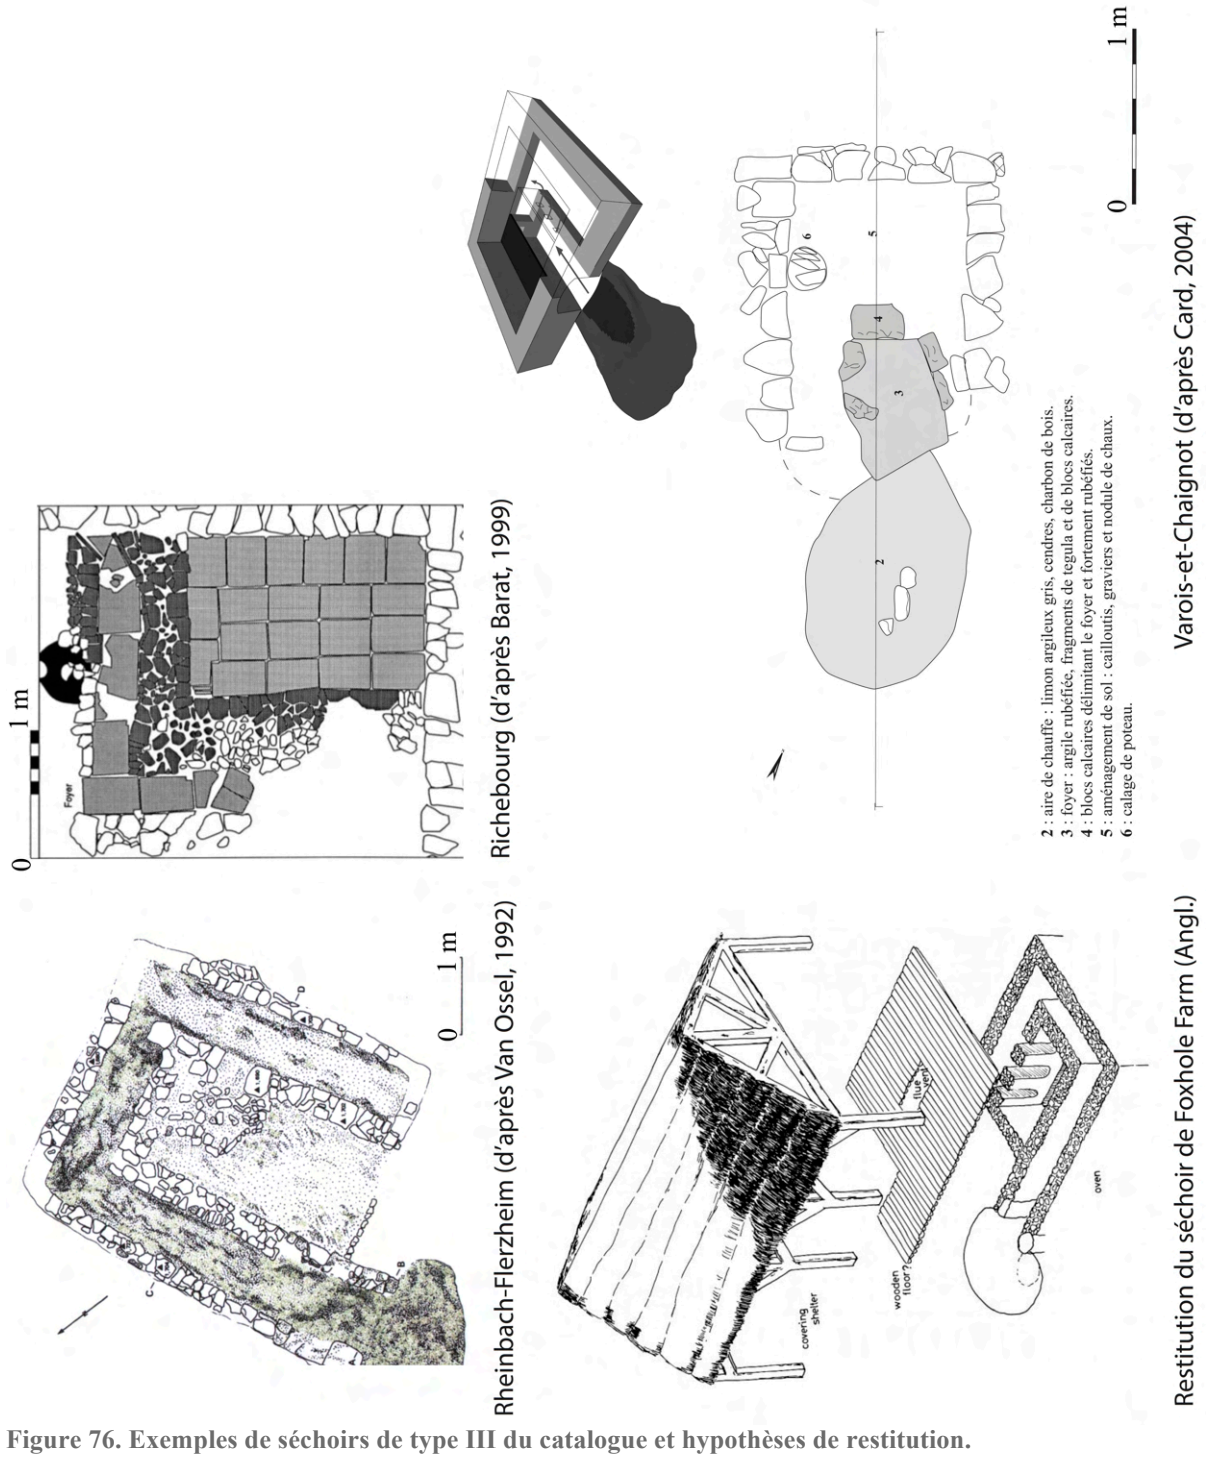 0 1 m
Foyer
Richebourg (d'après Barat, 1999)
C
B
D
0 1 m
Rheinbach-Flerzheim (d'après Van Ossel, 1992)
6
5
4
3
2
0 1 m
2 : aire de chauffe : limon argileux gris, cendres, charbon de bois.
3 : foyer : argile rubéfiée, fragments de tegula et de blocs calcaires.
4 : blocs calcaires délimitant le foyer et fortement rubéfiés.
5 : aménagement de sol : cailloutis, graviers et nodule de chaux.
6 : calage de poteau.
Varois-et-Chaignot (d'après Card, 2004)
covering
shelter
wooden
floor?
flue
vent
oven
Restitution du séchoir de Foxhole Farm (Angl.)
Figure 76. Exemples de séchoirs de type III du catalogue et hypothèses de restitution.